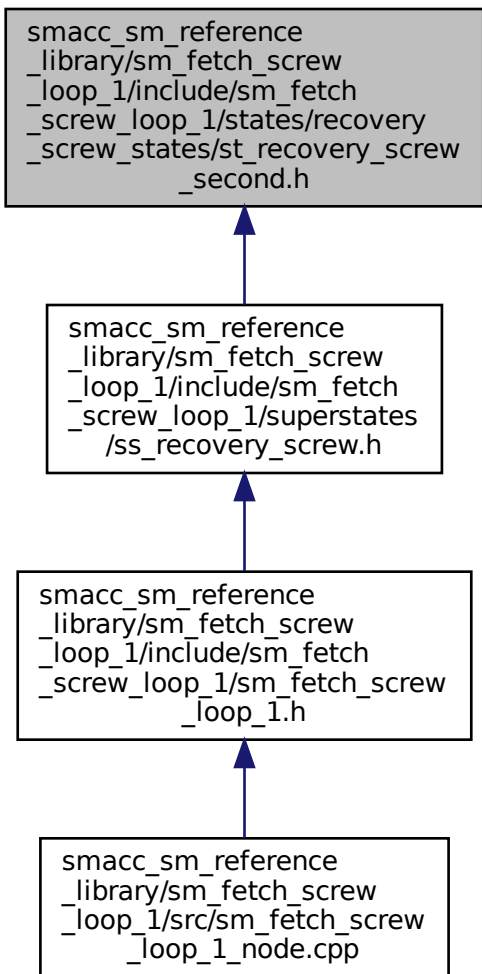 smacc_sm_reference
_library/sm_fetch_screw
_loop_1/include/sm_fetch
_screw_loop_1/states/recovery
_screw_states/st_recovery_screw
_second.h
smacc_sm_reference
_library/sm_fetch_screw
_loop_1/include/sm_fetch
_screw_loop_1/superstates
/ss_recovery_screw.h
smacc_sm_reference
_library/sm_fetch_screw
_loop_1/include/sm_fetch
_screw_loop_1/sm_fetch_screw
_loop_1.h
smacc_sm_reference
_library/sm_fetch_screw
_loop_1/src/sm_fetch_screw
_loop_1_node.cpp